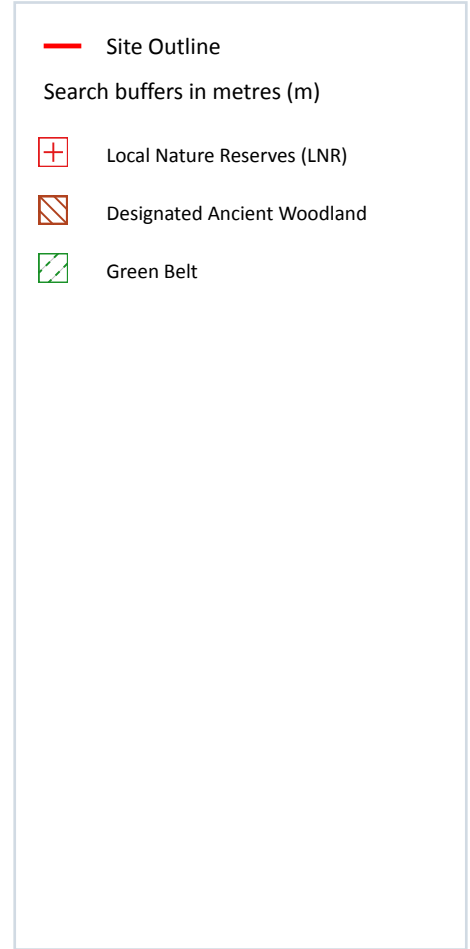 Site Outline
Search buffers in metres (m)
Local Nature Reserves (LNR)
Designated Ancient Woodland
Green Belt